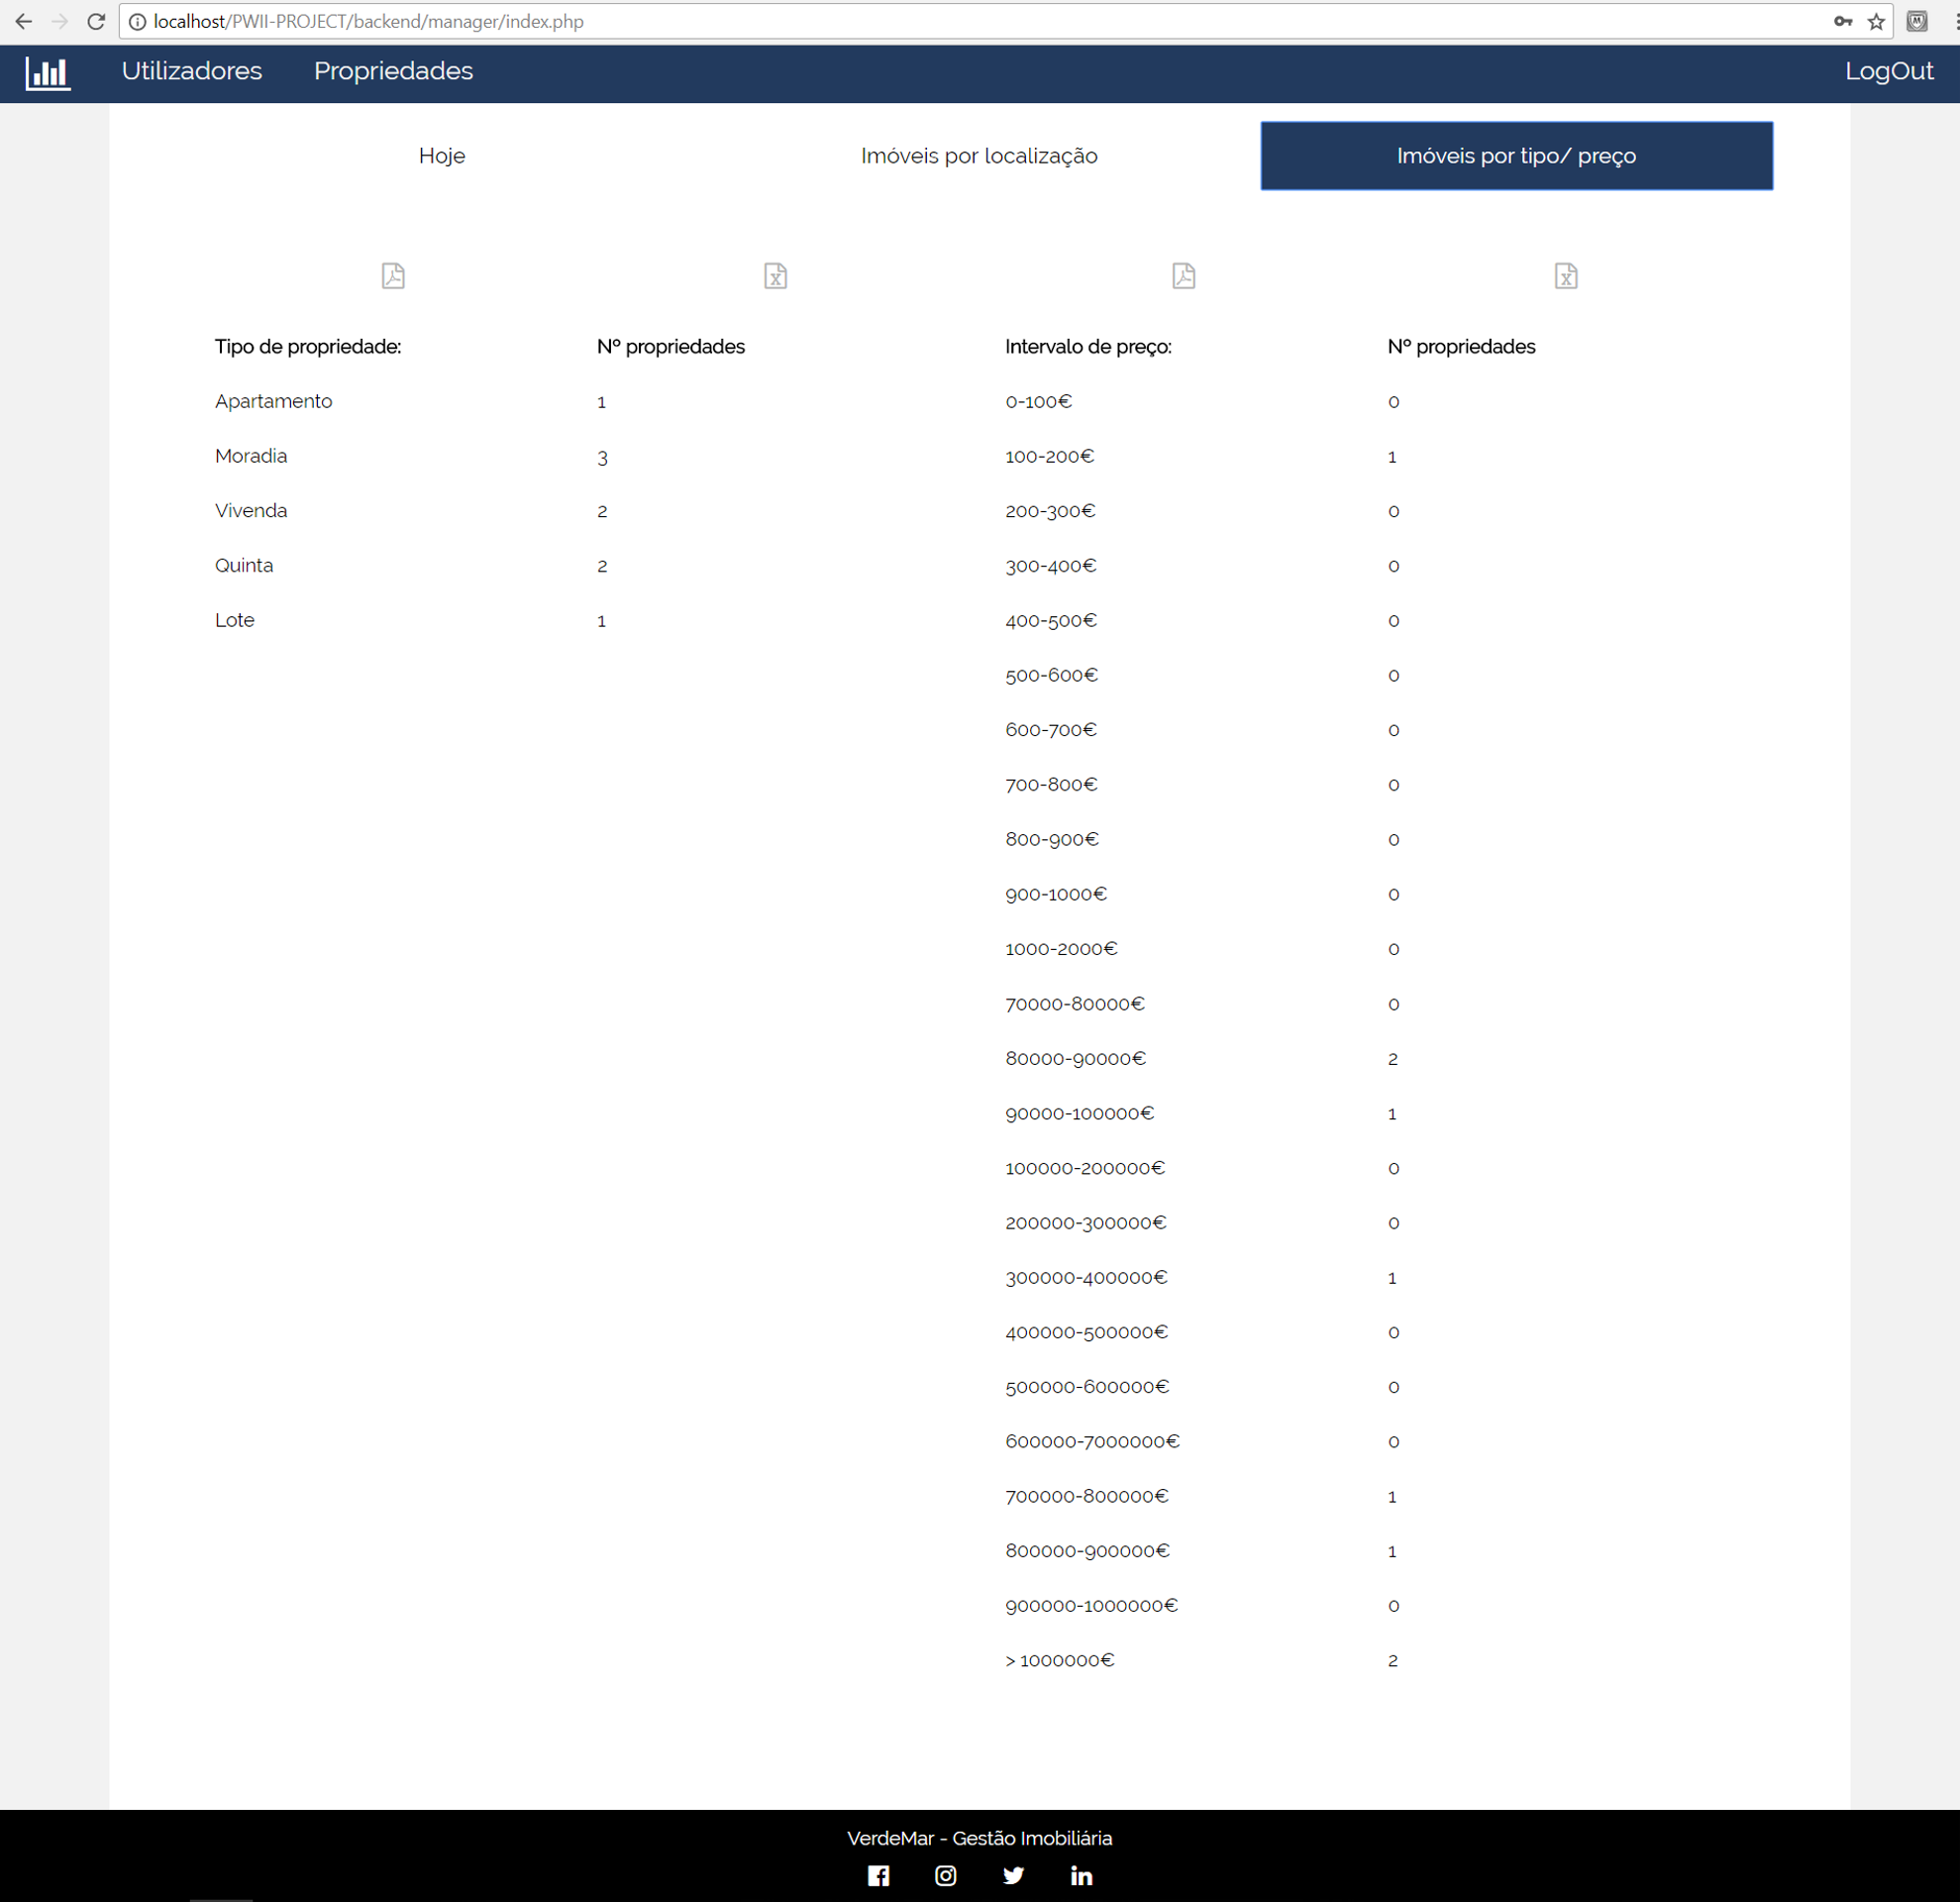 localhost/PWII-PROJECT/backend/manager/index.php
Utilizadores Propriedades LogOut
Hoje Imóveis por localização Imóveis por tipo/ preço
Tipo de propriedade: Nº propriedades Intervalo de preço: Nº propriedades
Apartamento 1 0-100€ 0
Moradia 3 100-200€ 1
Vivenda 2 200-300€ 0
Quinta 2 300-400€ 0
Lote 1 400-500€ 0
500-600€ 0
600-700€ 0
700-800€ 0
800-900€ 0
900-1000€ 0
1000-2000€ 0
70000-80000€ 0
80000-90000€ 2
90000-100000€ 1
100000-200000€ 0
200000-300000€ 0
300000-400000€ 1
400000-500000€ 0
500000-600000€ 0
600000-7000000€ 0
700000-800000€ 1
800000-900000€ 1
900000-1000000€ 0
> 1000000€ 2
VerdeMar - Gestão Imobiliária